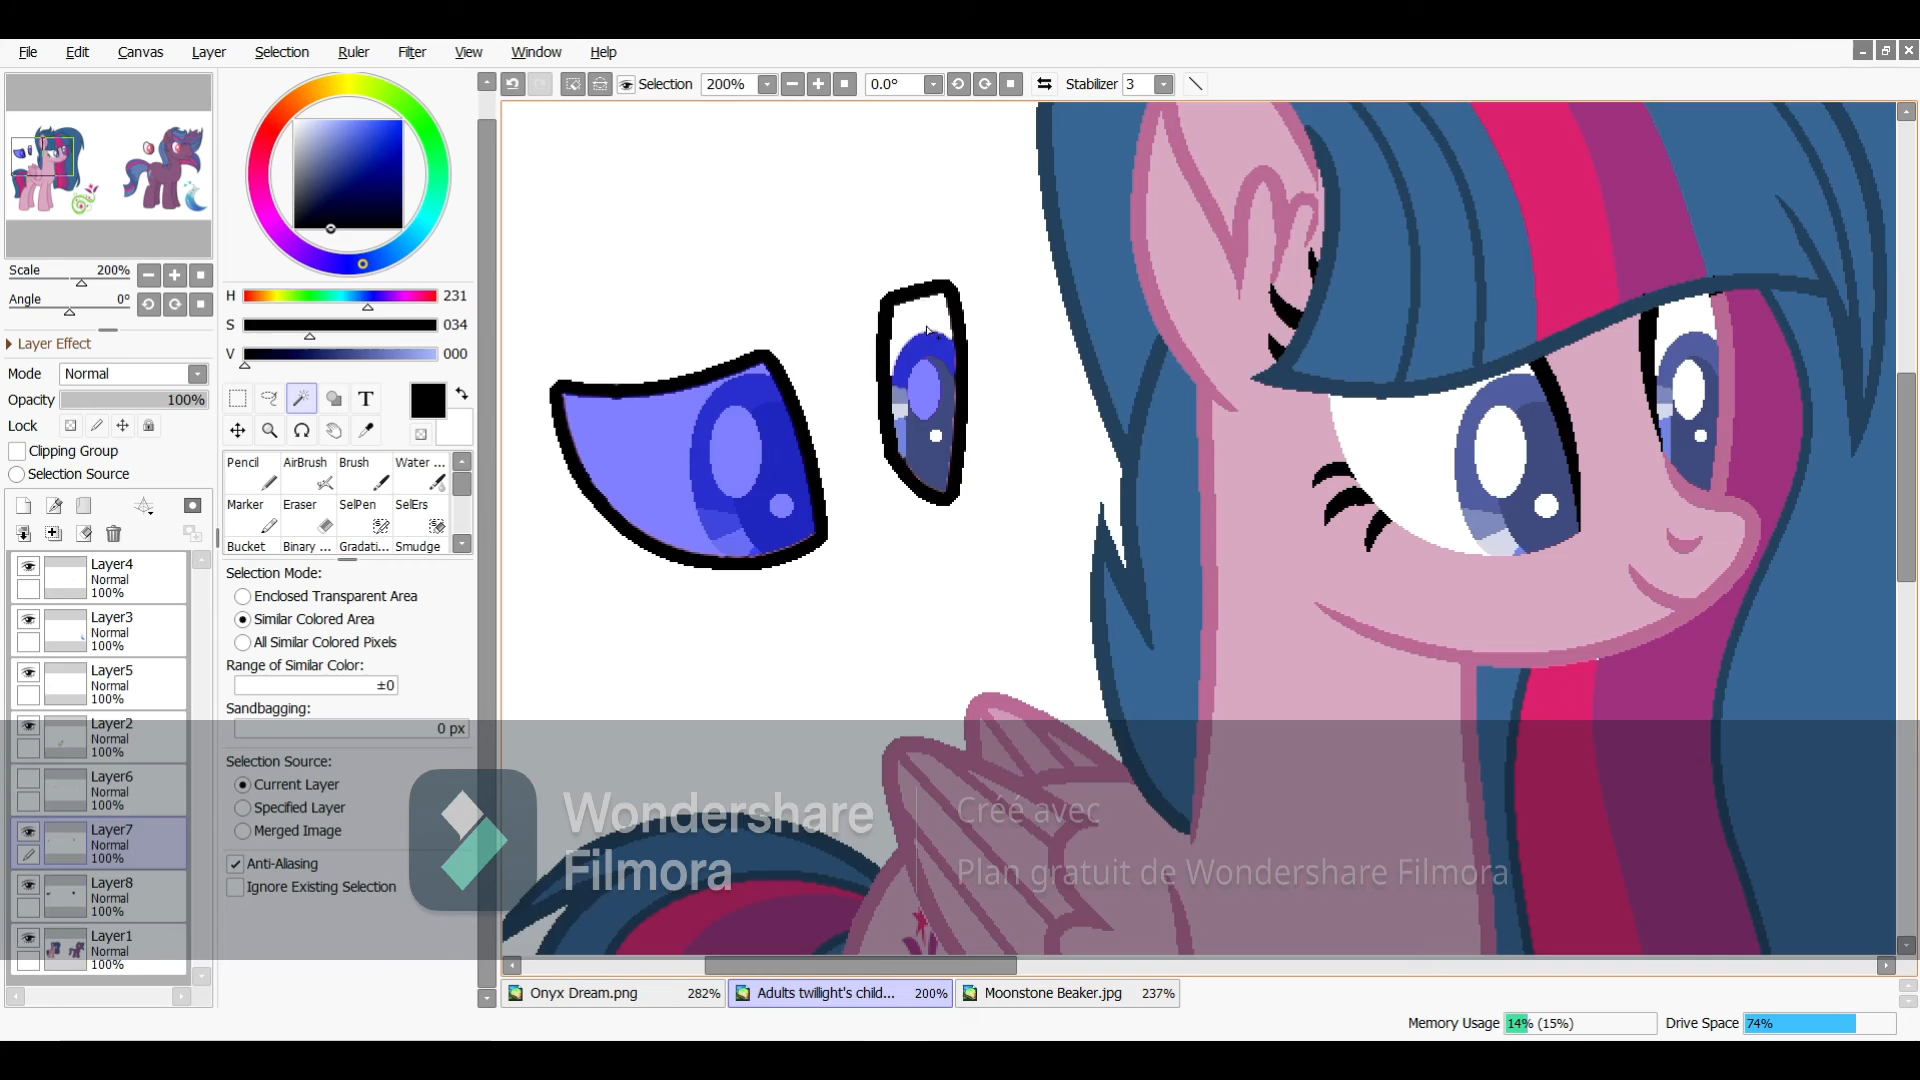 File Edit Canvas Layer Selection Ruler Filter View Window Help
Selection 200% 0.0° Stabilizer 3
Scale 200%
Angle 0°
Layer Effect
Mode Normal
Opacity 100%
Lock
Clipping Group
Selection Source
Layer4
Normal
100%
Layer3
Normal
100%
Layer5
Normal
100%
Layer2
Normal
100%
Layer6
Normal
100%
Layer7
Normal
100%
Layer8
Normal
100%
Layer1
Normal
100%
H 231
S 034
V 000
T
Pencil AirBrush Brush Water ...
Marker Eraser SelPen SelErs
Bucket Binary ... Gradati... Smudge
Selection Mode:
Enclosed Transparent Area
Similar Colored Area
All Similar Colored Pixels
Range of Similar Color:
±0
Sandbagging:
0 px
Selection Source:
Current Layer
Specified Layer
Merged Image
Anti-Aliasing
Ignore Existing Selection
Wondershare
Filmora
Créé avec
Plan gratuit de Wondershare Filmora
Onyx Dream.png 282% Adults twilight's child... 200% Moonstone Beaker.jpg 237%
Memory Usage 14% (15%) Drive Space 74%